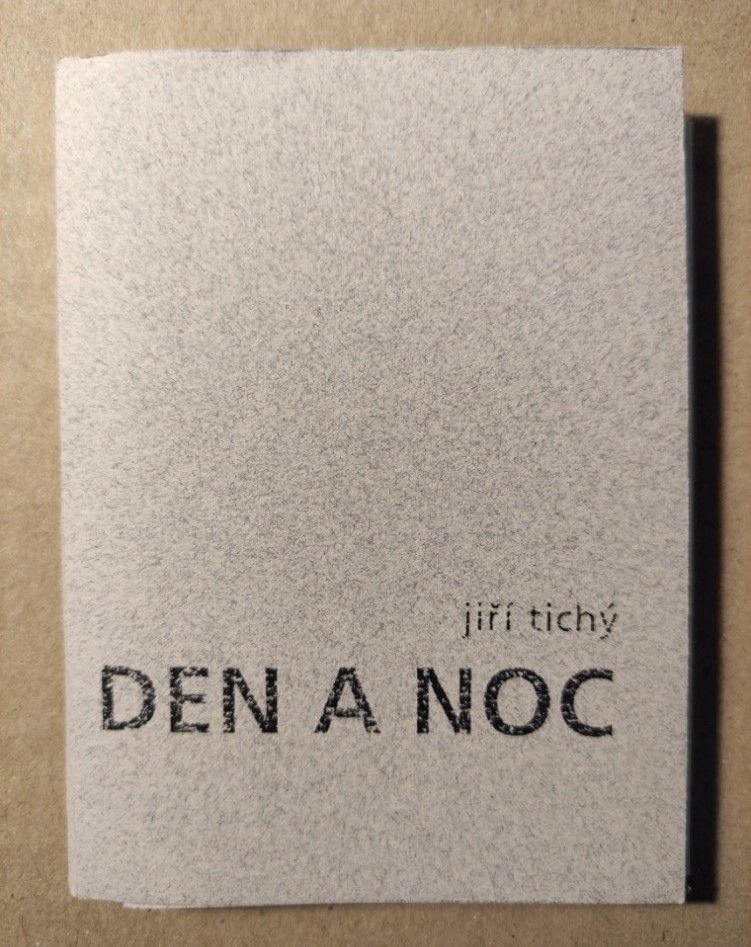 jiří tichý
DEN A NOC